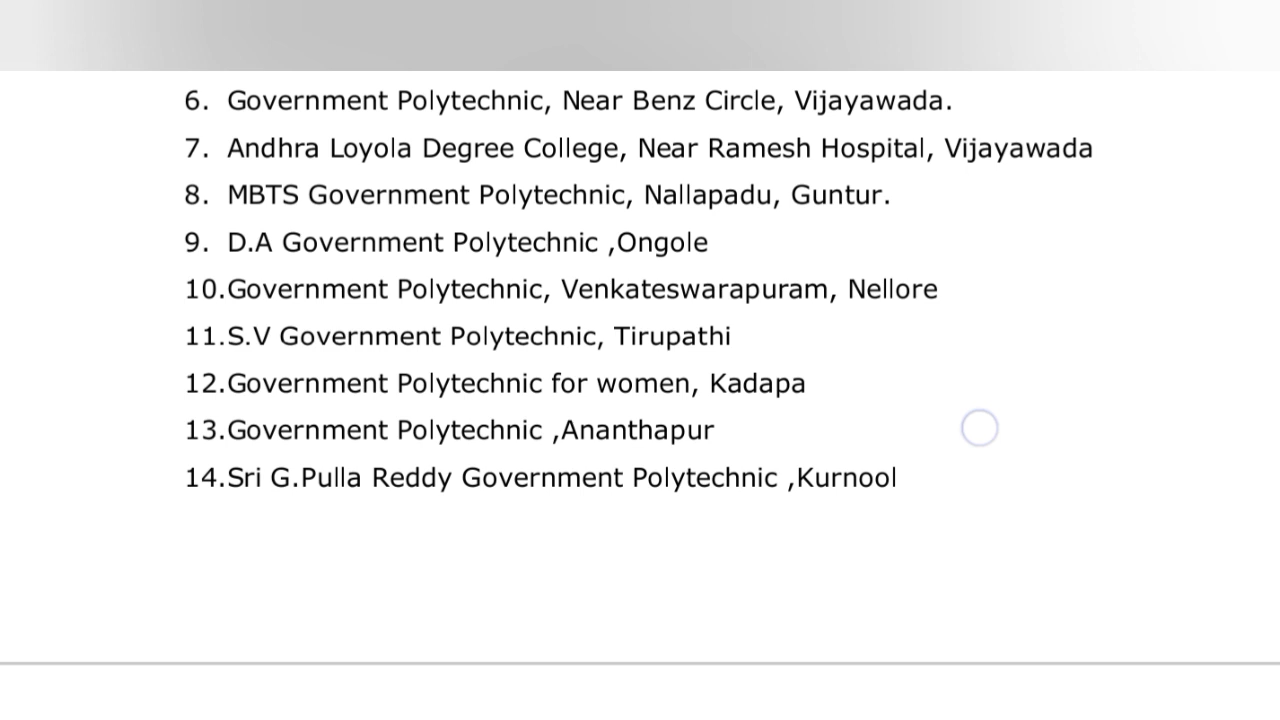 6. Government Polytechnic, Near Benz Circle, Vijayawada.
7. Andhra Loyola Degree College, Near Ramesh Hospital, Vijayawada
8. MBTS Government Polytechnic, Nallapadu, Guntur.
9. D.A Government Polytechnic ,Ongole
10.Government Polytechnic, Venkateswarapuram, Nellore
11.S.V Government Polytechnic, Tirupathi
12.Government Polytechnic for women, Kadapa
13.Government Polytechnic ,Ananthapur
14.Sri G.Pulla Reddy Government Polytechnic ,Kurnool